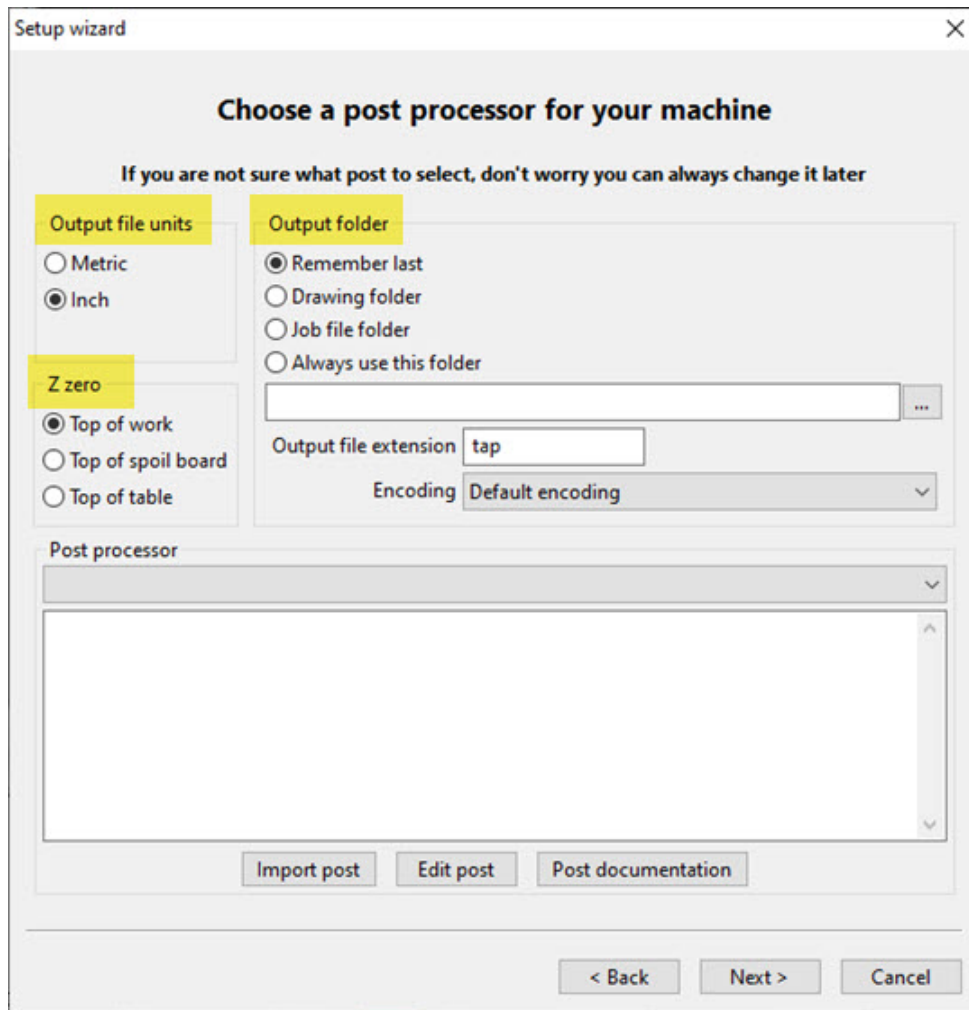 Setup wizard
Choose a post processor for your machine
If you are not sure what post to select, don't worry you can always change it later
Output file units
Metric
Inch
Z zero
Top of work
Top of spoil board
Top of table
Output folder
Remember last
Drawing folder
Job file folder
Always use this folder
...
Output file extension tap
Encoding Default encoding
Post processor
Import post Edit post Post documentation
< Back Next > Cancel